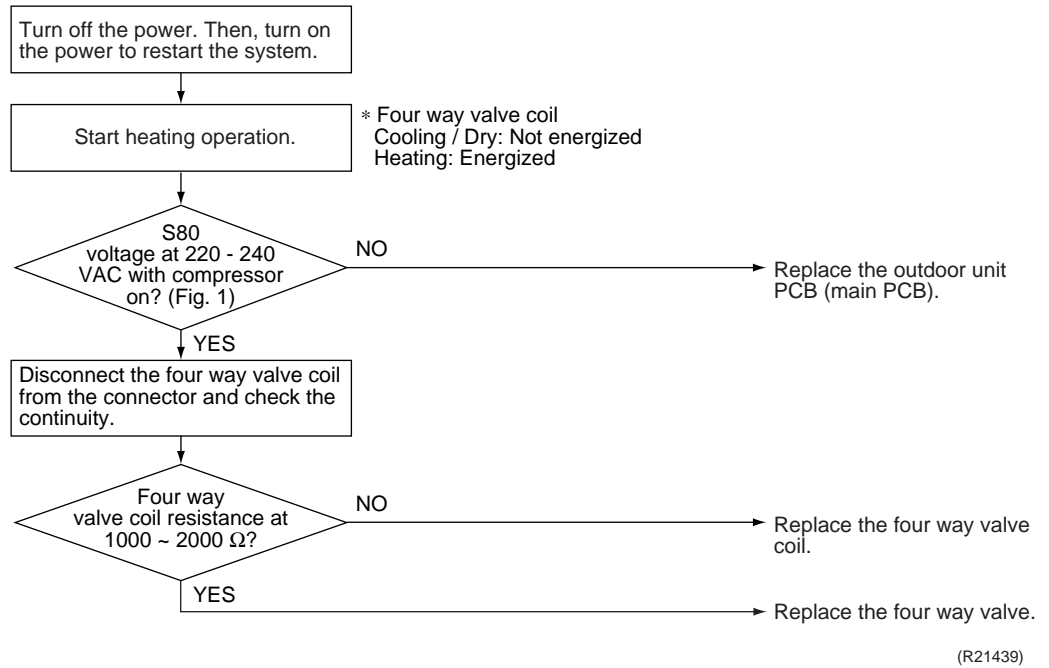 Turn off the power. Then, turn on
the power to restart the system.
Start heating operation.
∗ Four way valve coil
Cooling / Dry: Not energized
Heating: Energized
S80
voltage at 220 - 240
VAC with compressor
on? (Fig. 1)
NO
Replace the outdoor unit
PCB (main PCB).
YES
Disconnect the four way valve coil
from the connector and check the
continuity.
Four way
valve coil resistance at
1000 ~ 2000 Ω?
NO
Replace the four way valve
coil.
YES
Replace the four way valve.
(R21439)